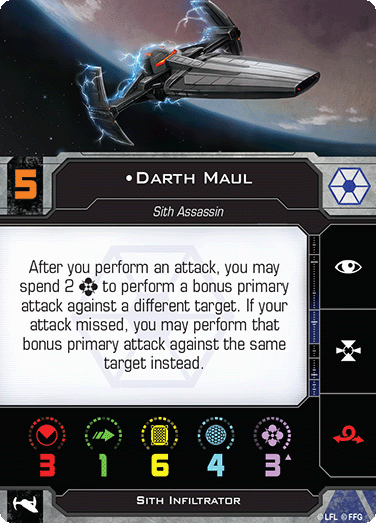 5
•Darth Maul
Sith Assassin
After you perform an attack, you may
spend 2 to perform a bonus primary
attack against a different target. If your
attack missed, you may perform that
bonus primary attack against the same
target instead.
3 1 6 4 3
Sith Infiltrator
© LFL © FFG